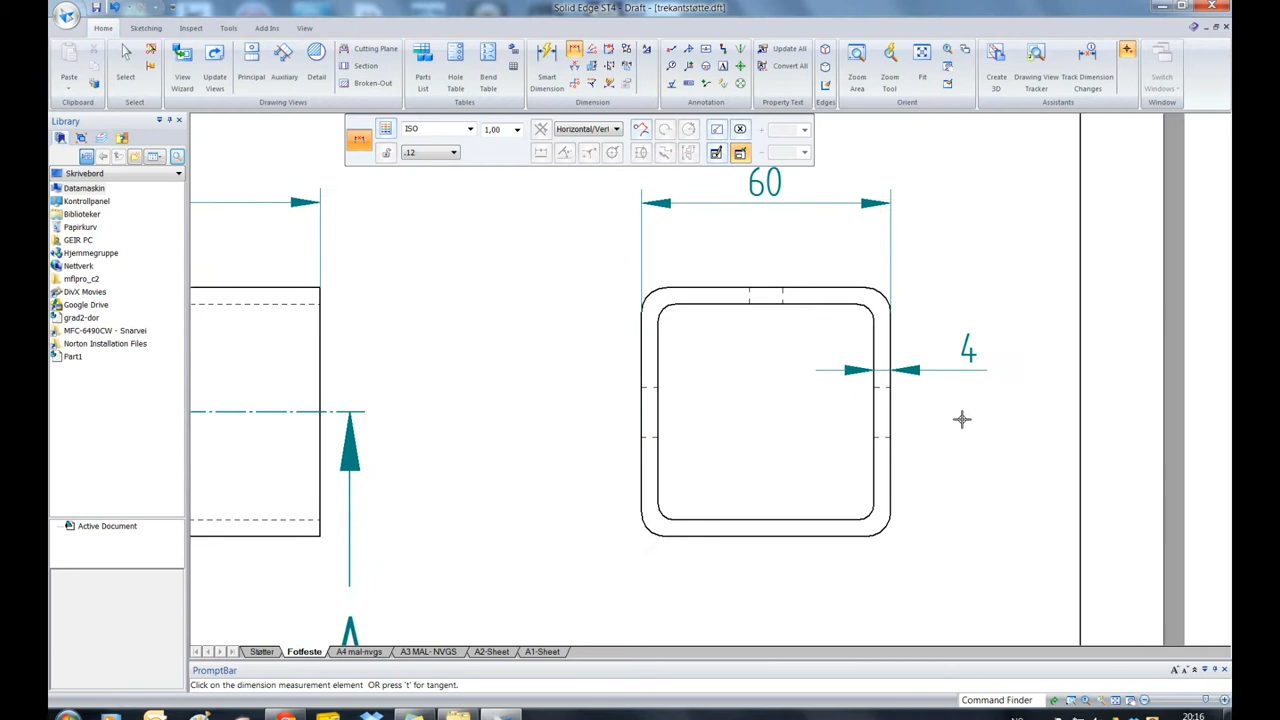 Solid Edge ST4 - Draft - [trekantstøtte.dft]
Home Sketching Inspect Tools Add Ins View
Paste
Clipboard
Select
Select
View Wizard
Update Views
Principal
Auxiliary
Detail
Cutting Plane
Section
Broken-Out
Drawing Views
Parts List
Hole Table
Bend Table
Tables
Smart Dimension
Dimension
Annotation
Update All
Convert All
Property Text
Edges
Zoom Area
Zoom Tool
Fit
Orient
Create 3D
Drawing View Tracker
Track Dimension Changes
Assistants
Switch Windows
Window
Library
ISO
1,00
.12
Skrivebord
Datamaskin
Kontrollpanel
Biblioteker
Papirkurv
GEIR PC
Hjemmegruppe
Nettverk
mflpro_c2
DivX Movies
Google Drive
grad2-dor
MFC-6490CW - Snarvei
Norton Installation Files
Part1
Active Document
60
4
Støtter
Fotfeste
A4 mal-nvgs
A3 MAL- NVGS
A2-Sheet
A1-Sheet
PromptBar
Click on the dimension measurement element OR press 't' for tangent.
Command Finder
20:16